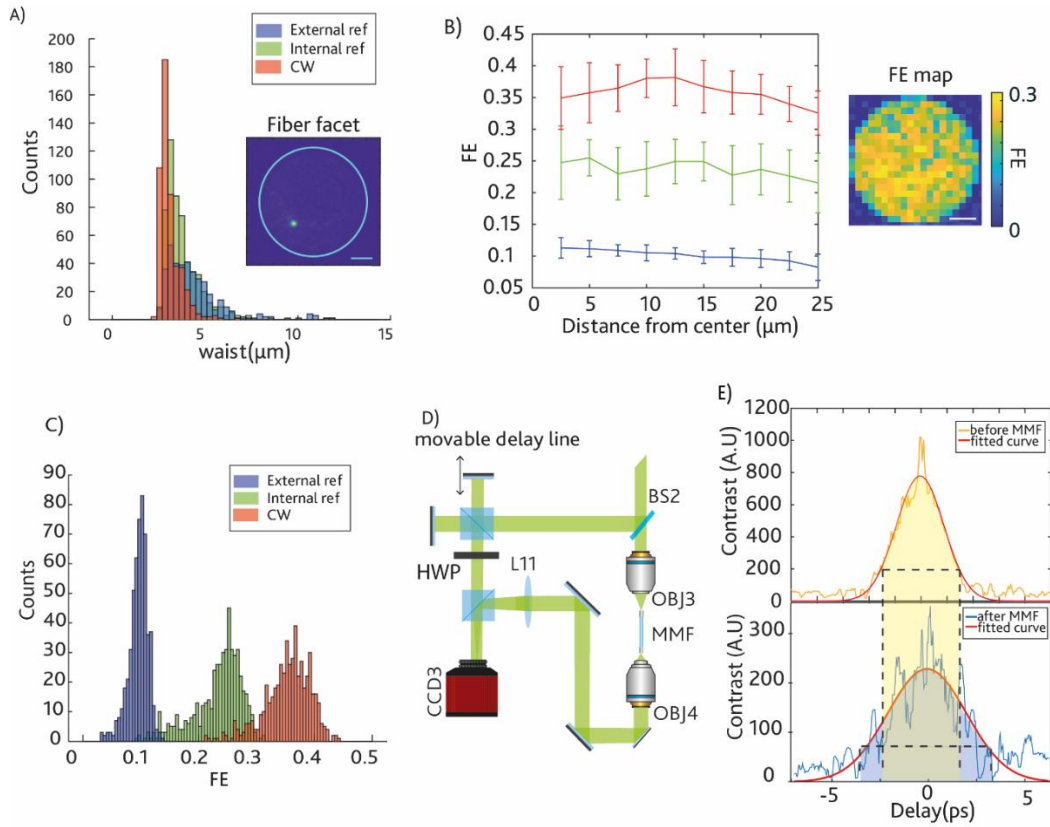 A)
External ref
Internal ref
CW
200
180
160
140
120
100
80
60
40
20
0
Counts
Fiber facet
0 5 10 15
waist(μm)
B)
0.45
0.4
0.35
0.3
0.25
0.2
0.15
0.1
0.05
FE
0 5 10 15 20 25
Distance from center (μm)
FE map
0.3
FE
0
C)
90
80
70
60
50
40
30
20
10
0
Counts
External ref
Internal ref
CW
0 0.1 0.2 0.3 0.4 0.5
FE
D)
movable delay line
BS2
HWP
L11
OBJ3
MMF
CCD3
OBJ4
E)
1200
1000
800
600
400
200
0
Contrast (A.U)
before MMF
fitted curve
300
200
100
0
Contrast (A.U)
after MMF
fitted curve
-5 0 5
Delay(ps)